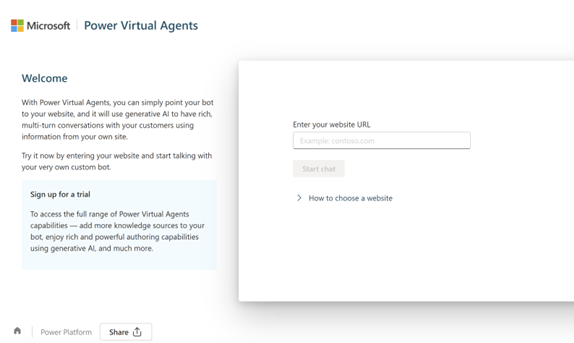 Microsoft
Power Virtual Agents
Welcome
With Power Virtual Agents, you can simply point your bot
to your website, and it will use generative AI to have rich,
multi-turn conversations with your customers using
information from your own site.
Try it now by entering your website and start talking with
your very own custom bot.
Sign up for a trial
To access the full range of Power Virtual Agents
capabilities — add more knowledge sources to your
bot, enjoy rich and powerful authoring capabilities
using generative AI, and much more.
Enter your website URL
Example: contoso.com
Start chat
How to choose a website
Power Platform
Share